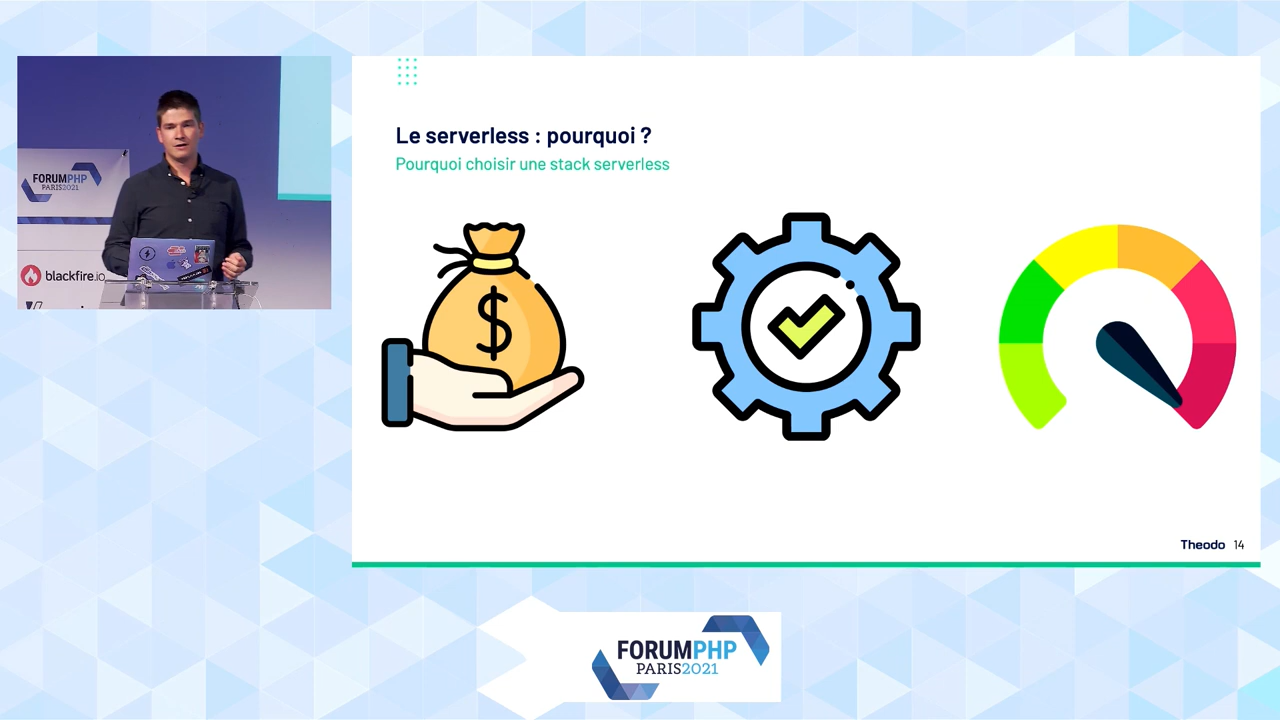 FORUMPHP
PARIS2021
blackfire.io
Le serverless : pourquoi ?
Pourquoi choisir une stack serverless
$
Theodo 14
FORUMPHP
PARIS2021